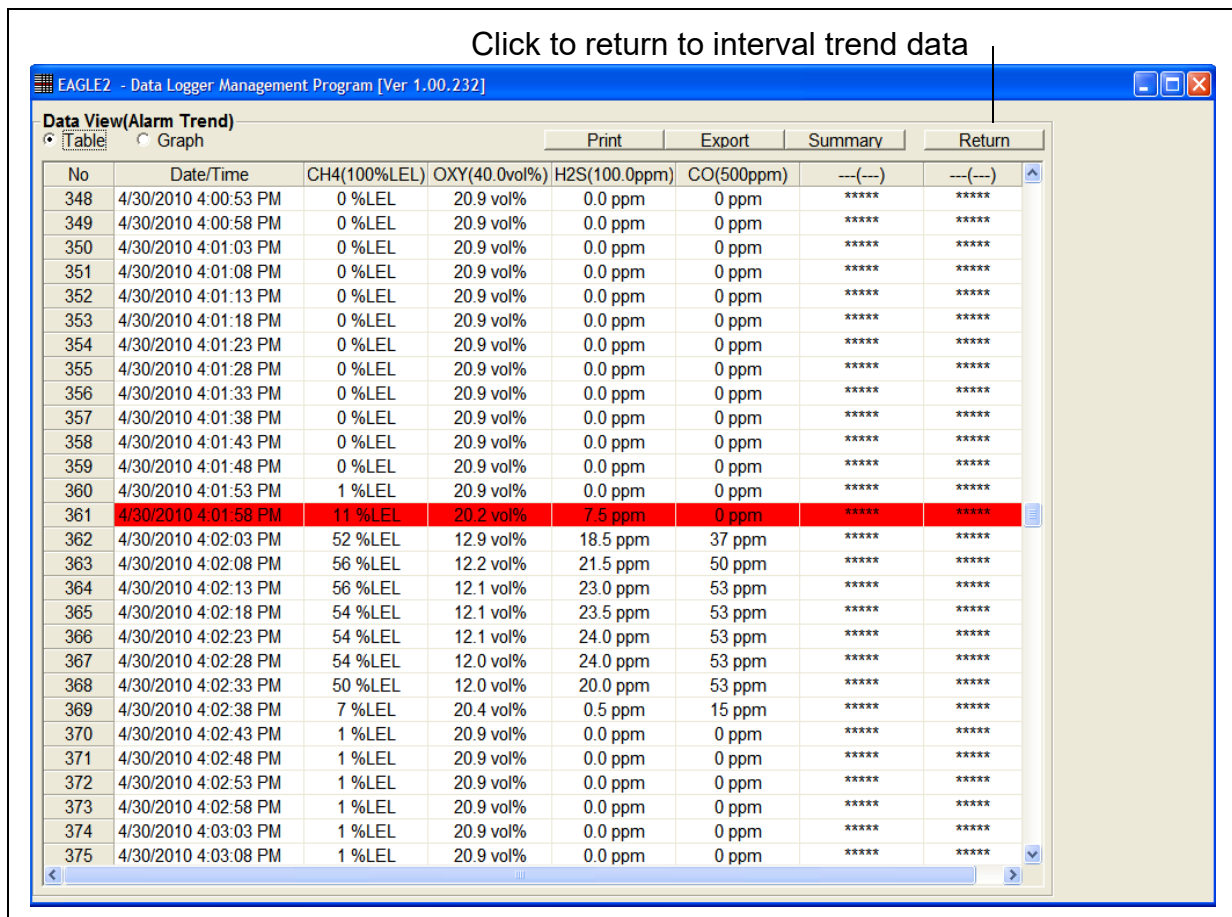 Click to return to interval trend data
EAGLE2 - Data Logger Management Program [Ver 1.00.232]
Data View(Alarm Trend)
Table Graph Print Export Summary Return
No Date/Time CH4(100%LEL) OXY(40.0vol%) H2S(100.0ppm) CO(500ppm) ---(---) ---(---)
348 4/30/2010 4:00:53 PM 0 %LEL 20.9 vol% 0.0 ppm 0 ppm ***** *****
349 4/30/2010 4:00:58 PM 0 %LEL 20.9 vol% 0.0 ppm 0 ppm ***** *****
350 4/30/2010 4:01:03 PM 0 %LEL 20.9 vol% 0.0 ppm 0 ppm ***** *****
351 4/30/2010 4:01:08 PM 0 %LEL 20.9 vol% 0.0 ppm 0 ppm ***** *****
352 4/30/2010 4:01:13 PM 0 %LEL 20.9 vol% 0.0 ppm 0 ppm ***** *****
353 4/30/2010 4:01:18 PM 0 %LEL 20.9 vol% 0.0 ppm 0 ppm ***** *****
354 4/30/2010 4:01:23 PM 0 %LEL 20.9 vol% 0.0 ppm 0 ppm ***** *****
355 4/30/2010 4:01:28 PM 0 %LEL 20.9 vol% 0.0 ppm 0 ppm ***** *****
356 4/30/2010 4:01:33 PM 0 %LEL 20.9 vol% 0.0 ppm 0 ppm ***** *****
357 4/30/2010 4:01:38 PM 0 %LEL 20.9 vol% 0.0 ppm 0 ppm ***** *****
358 4/30/2010 4:01:43 PM 0 %LEL 20.9 vol% 0.0 ppm 0 ppm ***** *****
359 4/30/2010 4:01:48 PM 0 %LEL 20.9 vol% 0.0 ppm 0 ppm ***** *****
360 4/30/2010 4:01:53 PM 1 %LEL 20.9 vol% 0.0 ppm 0 ppm ***** *****
361 4/30/2010 4:01:58 PM 11 %LEL 20.2 vol% 7.5 ppm 0 ppm ***** *****
362 4/30/2010 4:02:03 PM 52 %LEL 12.9 vol% 18.5 ppm 37 ppm ***** *****
363 4/30/2010 4:02:08 PM 56 %LEL 12.2 vol% 21.5 ppm 50 ppm ***** *****
364 4/30/2010 4:02:13 PM 56 %LEL 12.1 vol% 23.0 ppm 53 ppm ***** *****
365 4/30/2010 4:02:18 PM 54 %LEL 12.1 vol% 23.5 ppm 53 ppm ***** *****
366 4/30/2010 4:02:23 PM 54 %LEL 12.1 vol% 24.0 ppm 53 ppm ***** *****
367 4/30/2010 4:02:28 PM 54 %LEL 12.0 vol% 24.0 ppm 53 ppm ***** *****
368 4/30/2010 4:02:33 PM 50 %LEL 12.0 vol% 20.0 ppm 53 ppm ***** *****
369 4/30/2010 4:02:38 PM 7 %LEL 20.4 vol% 0.5 ppm 15 ppm ***** *****
370 4/30/2010 4:02:43 PM 1 %LEL 20.9 vol% 0.0 ppm 0 ppm ***** *****
371 4/30/2010 4:02:48 PM 1 %LEL 20.9 vol% 0.0 ppm 0 ppm ***** *****
372 4/30/2010 4:02:53 PM 1 %LEL 20.9 vol% 0.0 ppm 0 ppm ***** *****
373 4/30/2010 4:02:58 PM 1 %LEL 20.9 vol% 0.0 ppm 0 ppm ***** *****
374 4/30/2010 4:03:03 PM 1 %LEL 20.9 vol% 0.0 ppm 0 ppm ***** *****
375 4/30/2010 4:03:08 PM 1 %LEL 20.9 vol% 0.0 ppm 0 ppm ***** *****